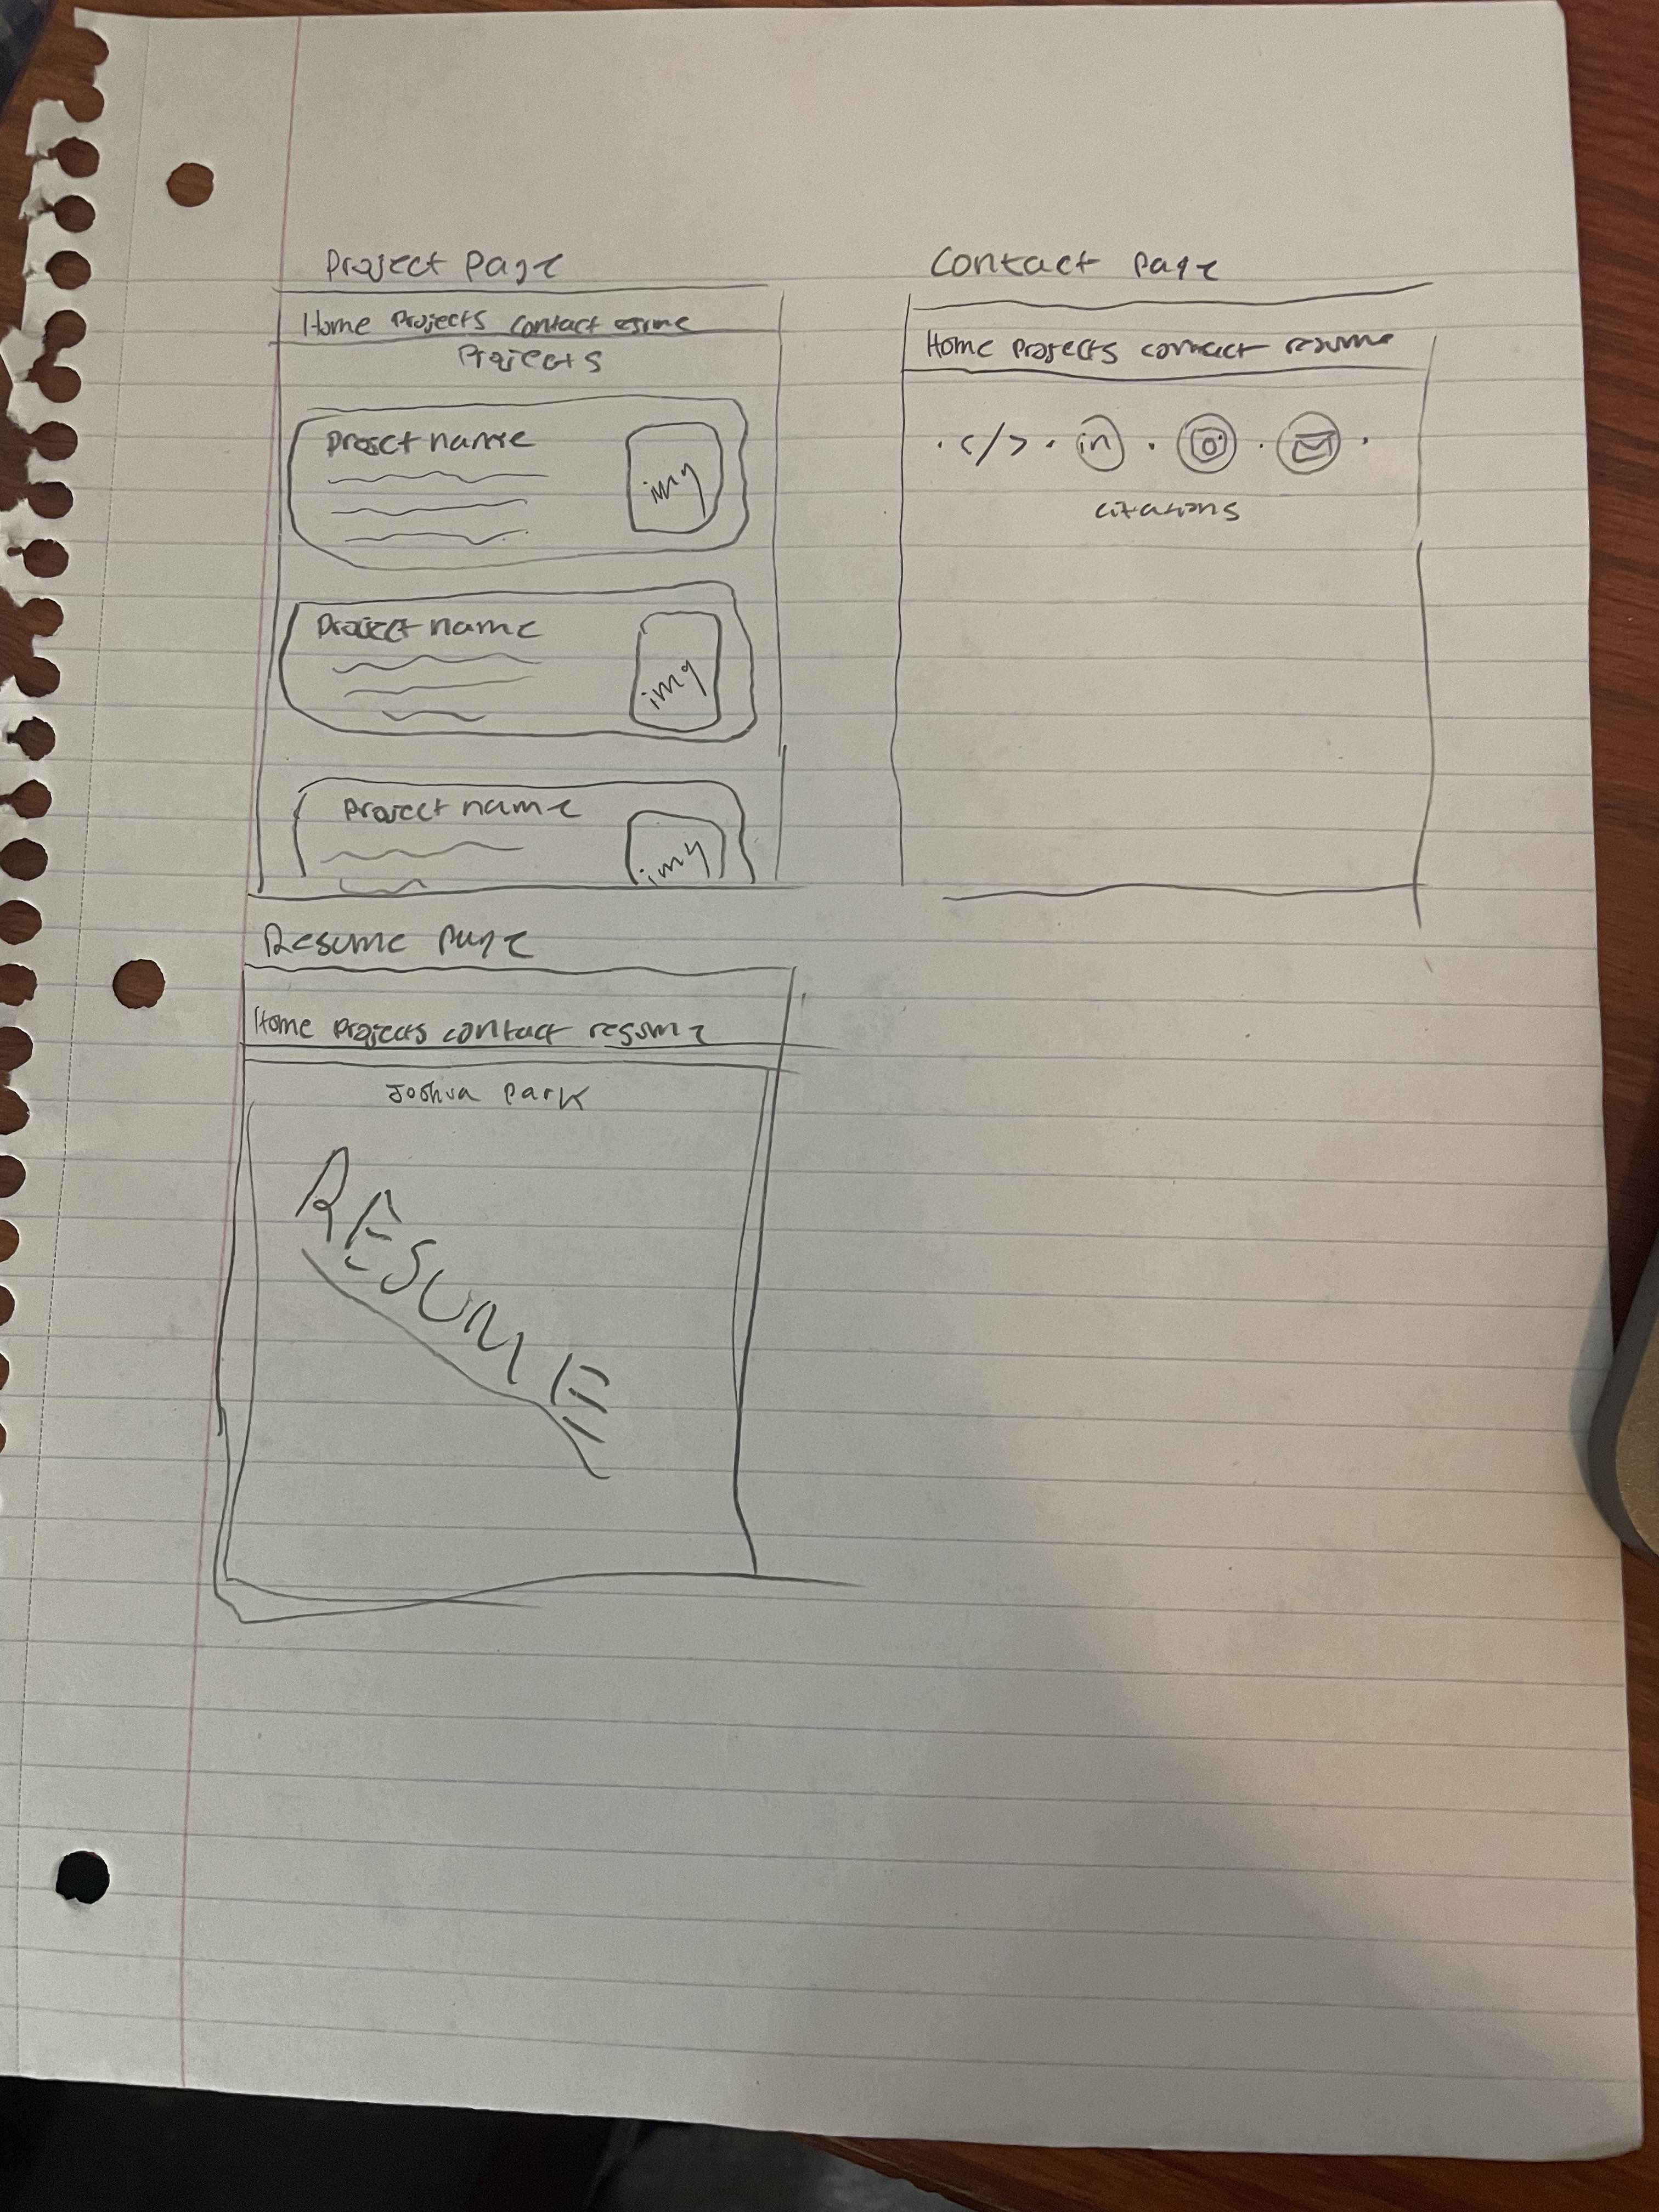 Project Page
Home Projects contact
Projects
Project name
img
Project name
img
Project name
img
Contact Page
Home Projects contact resume
</> in
citations
Resume Page
Home Projects contact resume
Joshua Park
RESUME